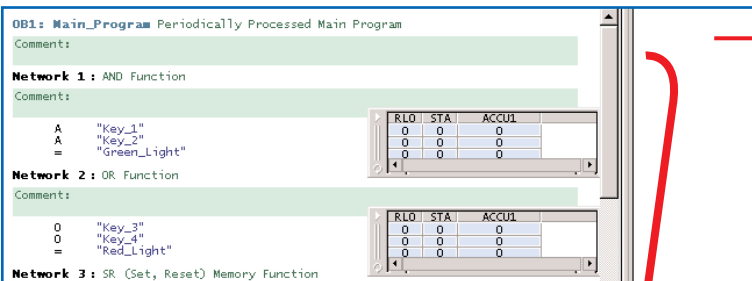 OB1: Main_Program Periodically Processed Main Program
Comment:
Network 1: AND Function
Comment:
RLO STA ACCU1
A "Key_1" 0 0 0
A "Key_2" 0 0 0
= "Green_Light" 0 0 0
Network 2: OR Function
Comment:
RLO STA ACCU1
O "Key_3" 0 0 0
O "Key_4" 0 0 0
= "Red_Light" 0 0 0
Network 3: SR (Set, Reset) Memory Function